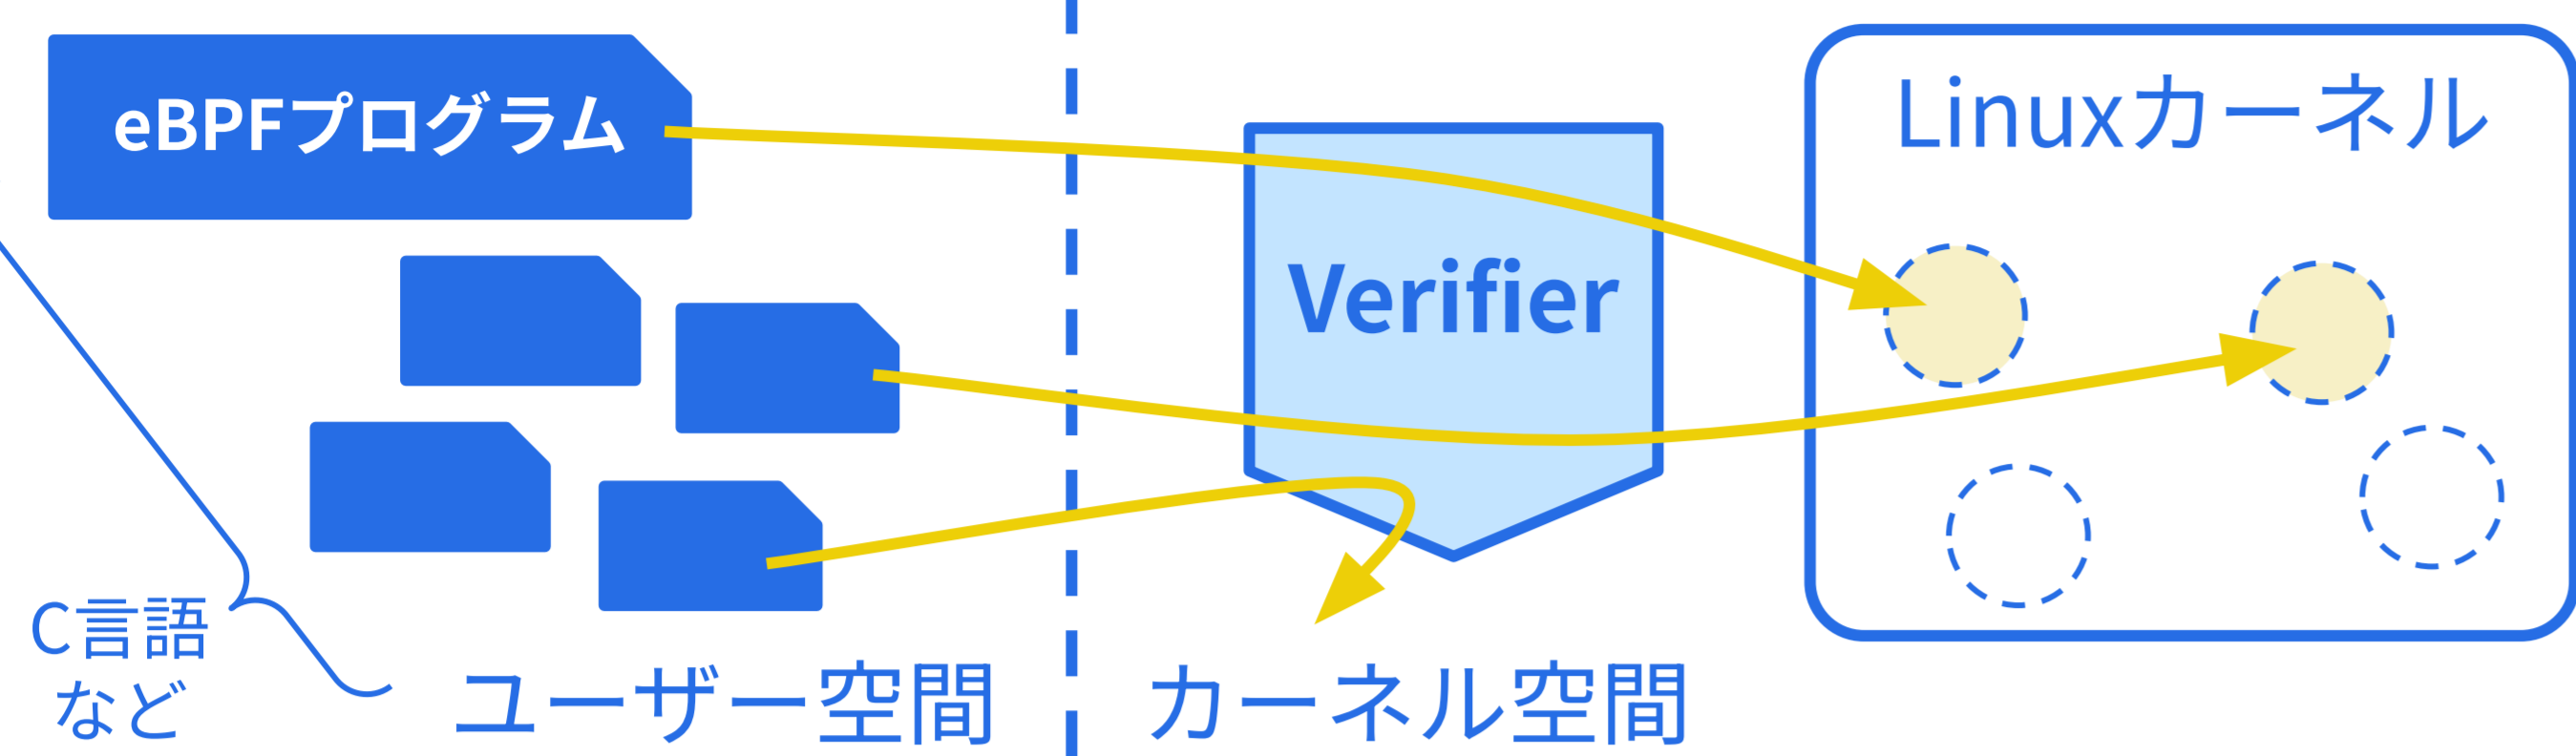 eBPFプログラム
Linuxカーネル
Verifier
C言語
など
ユーザー空間
カーネル空間